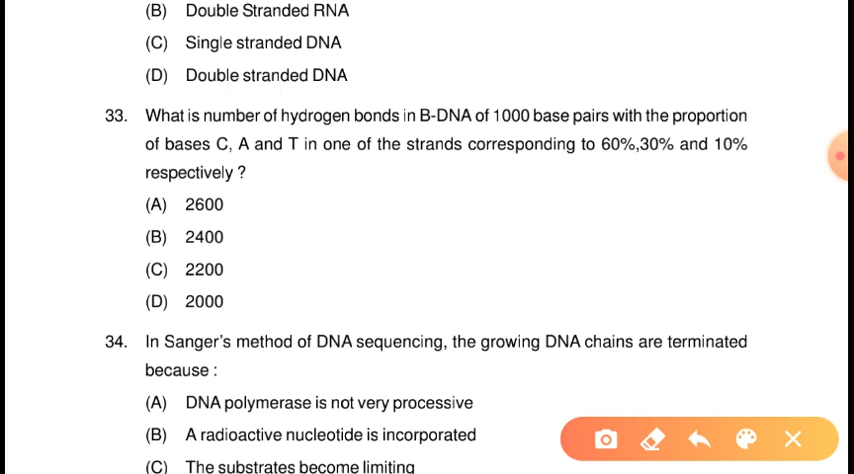 (B) Double Stranded RNA
(C) Single stranded DNA
(D) Double stranded DNA
33. What is number of hydrogen bonds in B-DNA of 1000 base pairs with the proportion
of bases C, A and T in one of the strands corresponding to 60%,30% and 10%
respectively ?
(A) 2600
(B) 2400
(C) 2200
(D) 2000
34. In Sanger's method of DNA sequencing, the growing DNA chains are terminated
because :
(A) DNA polymerase is not very processive
(B) A radioactive nucleotide is incorporated
(C) The substrates become limiting